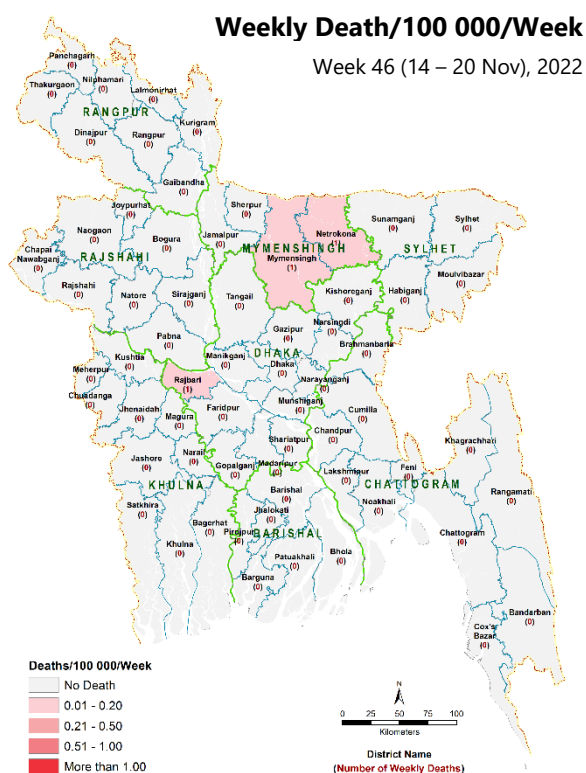 Weekly Death/100 000/Week
Week 46 (14 – 20 Nov), 2022
Panchagarh
(0)
Thakurgaon
(0)
Nilphamari
(0)
Lalmonirhat
(0)
RANGPUR
Kurigram
(0)
Dinajpur
(0)
Rangpur
(0)
Gaibandha
(0)
Joypurhat
(0)
Sherpur
(0)
Netrokona
Sunamganj
(0)
Sylhet
(0)
Naogaon
(0)
Bogura
(0)
Jamalpur
(0)
MYMENSHINGH
Mymensingh
(1)
SYLHET
Chapai
Nawabganj
(0)
RAJSHAHI
Moulvibazar
(0)
Rajshahi
(0)
Natore
(0)
Sirajganj
(0)
Tangail
(0)
Kishoreganj
(0)
Habiganj
(0)
Pabna
(0)
Gazipur
(0)
Narsingdi
(0)
Brahmanbaria
(0)
Kushtia
(0)
Manikganj
(0)
DHAKA
Dhaka
(0)
Meherpur
(0)
Rajbari
(1)
Narayanganj
(0)
Chuadanga
(0)
Jhenaidah
(0)
Magura
(0)
Faridpur
(0)
Munshiganj
(0)
Cumilla
(0)
Chandpur
(0)
Khagrachhari
(0)
Shariatpur
(0)
Jashore
(0)
Narail
(0)
Gopalganj
(0)
Madaripur
(0)
Lakshmipur
(0)
Feni
(0)
Rangamati
(0)
KHULNA
Barishal
(0)
CHATTOGRAM
Noakhali
(0)
Satkhira
(0)
Bagerhat
(0)
Jhalokati
(0)
Pirojpur
(0)
BARISHAL
Chattogram
(0)
Khulna
(0)
Patuakhali
(0)
Bhola
(0)
Barguna
(0)
Bandarban
(0)
Cox's
Bazar
(0)
Deaths/100 000/Week
No Death
0.01 - 0.20
0.21 - 0.50
0.51 - 1.00
More than 1.00
N
0 25 50 75 100
Kilomaters
District Name
(Number of Weekly Deaths)